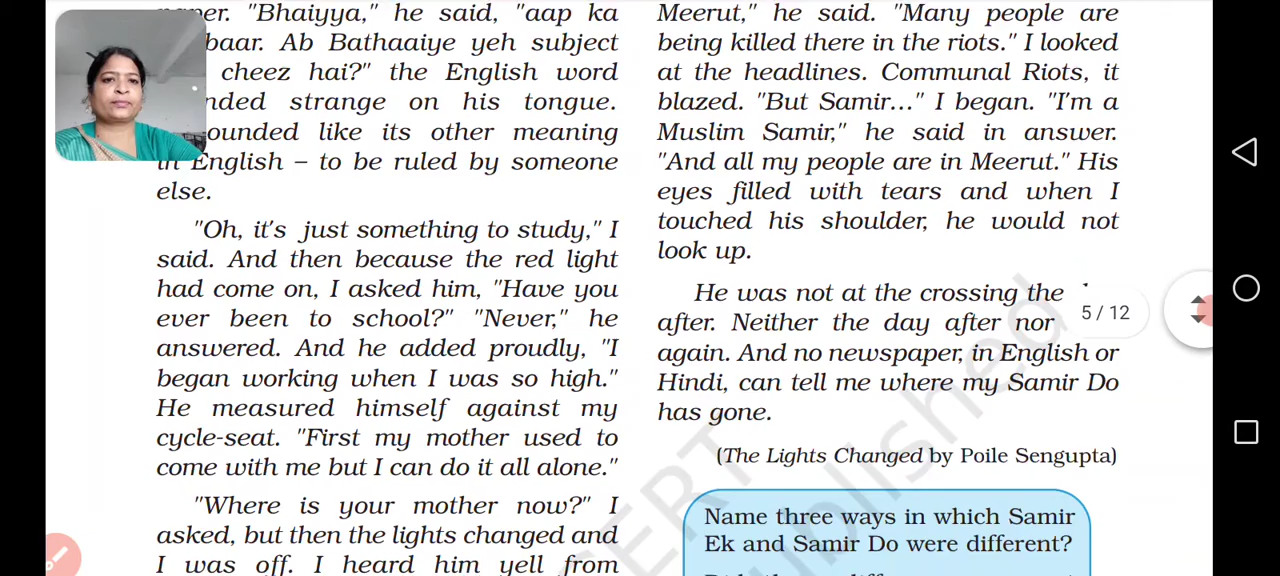 "Bhaiyya," he said, "aap ka
baar. Ab Bathaaiye yeh subject
cheez hai?" the English word
nded strange on his tongue.
ounded like its other meaning
in English – to be ruled by someone
else.
"Oh, it's just something to study," I
said. And then because the red light
had come on, I asked him, "Have you
ever been to school?" "Never," he
answered. And he added proudly, "I
began working when I was so high."
He measured himself against my
cycle-seat. "First my mother used to
come with me but I can do it all alone."
"Where is your mother now?" I
asked, but then the lights changed and
I was off. I heard him yell from
Meerut," he said. "Many people are
being killed there in the riots." I looked
at the headlines. Communal Riots, it
blazed. "But Samir..." I began. "I'm a
Muslim Samir," he said in answer.
"And all my people are in Meerut." His
eyes filled with tears and when I
touched his shoulder, he would not
look up.
He was not at the crossing the
after. Neither the day after nor
again. And no newspaper, in English or
Hindi, can tell me where my Samir Do
has gone.
(The Lights Changed by Poile Sengupta)
Name three ways in which Samir
Ek and Samir Do were different?
5 / 12